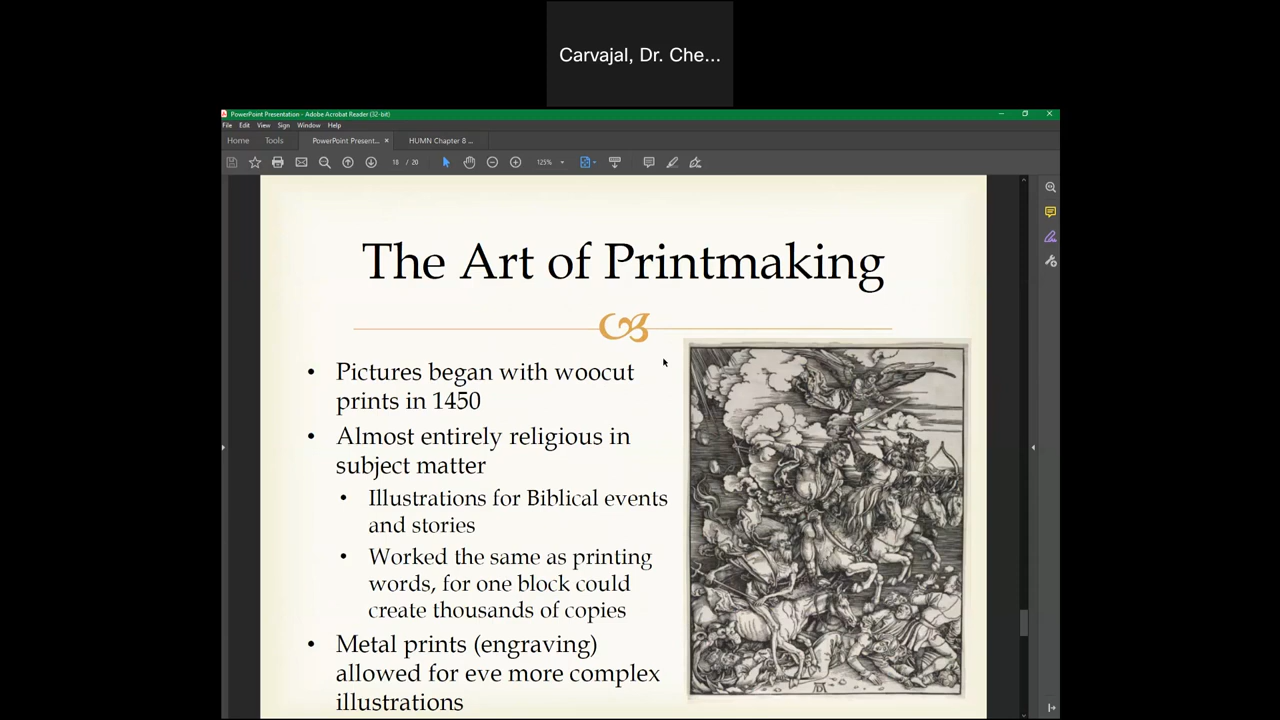 Carvajal, Dr. Che...
PowerPoint Presentation - Adobe Acrobat Reader (32-bit)
File Edit View Sign Window Help
Home Tools PowerPoint Present... × HUMN Chapter 8 ...
18 / 20 125%
The Art of Printmaking
• Pictures began with woocut
prints in 1450
• Almost entirely religious in
subject matter
• Illustrations for Biblical events
and stories
• Worked the same as printing
words, for one block could
create thousands of copies
• Metal prints (engraving)
allowed for eve more complex
illustrations
AD